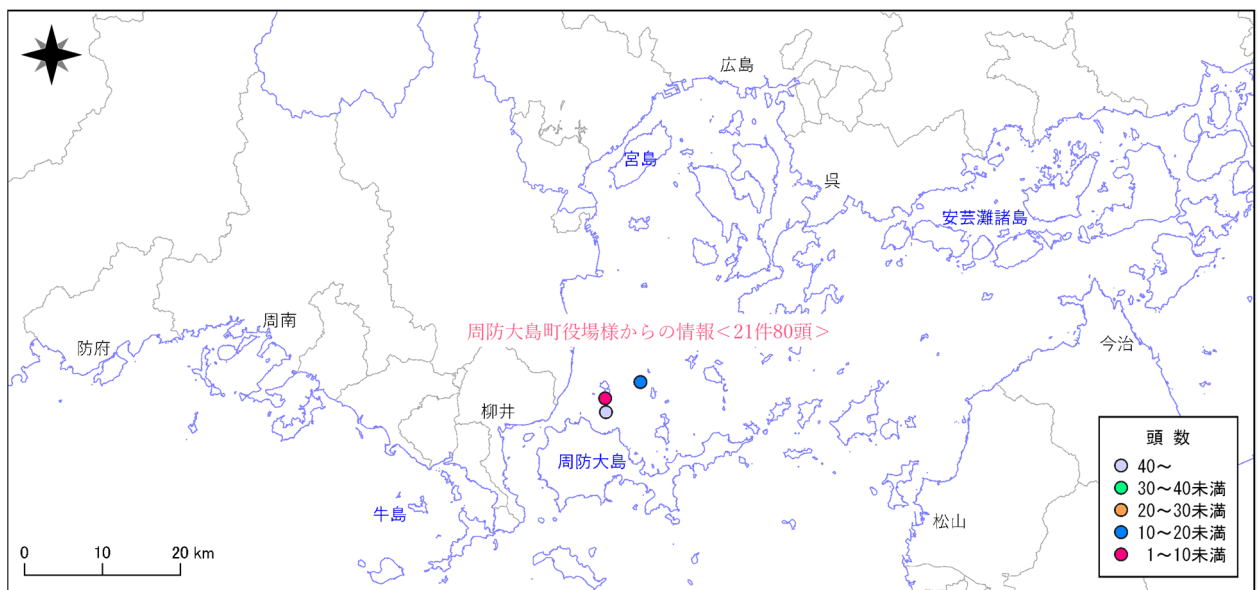 広島
宮島
呉
安芸灘諸島
周南
周防大島町役場様からの情報＜21件80頭＞
防府
今治
柳井
周防大島
牛島
松山
0 10 20 km
頭 数
40～
30～40未満
20～30未満
10～20未満
1～10未満